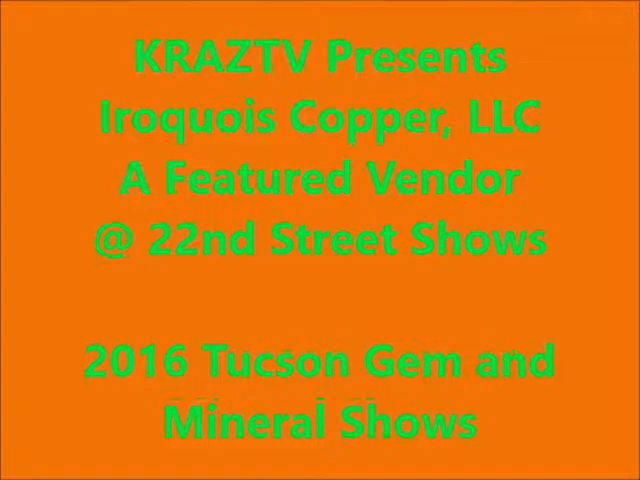 KRAZTV Presents
Iroquois Copper, LLC
A Featured Vendor
@ 22nd Street Shows
2016 Tucson Gem and
Mineral Shows